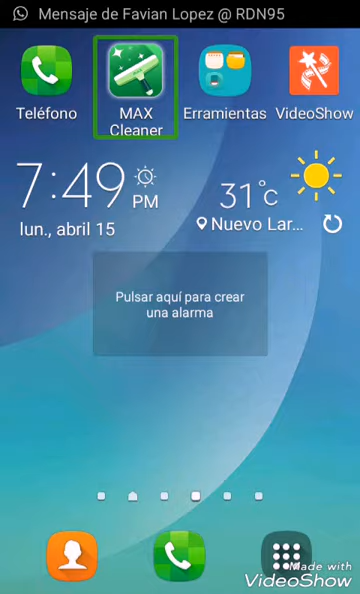 Mensaje de Favian Lopez @ RDN95
Teléfono
MAX
Cleaner
Erramientas
VideoShow
7:49
PM
lun., abril 15
31°c
Nuevo Lar...
Pulsar aquí para crear
una alarma
Made with
VideoShow